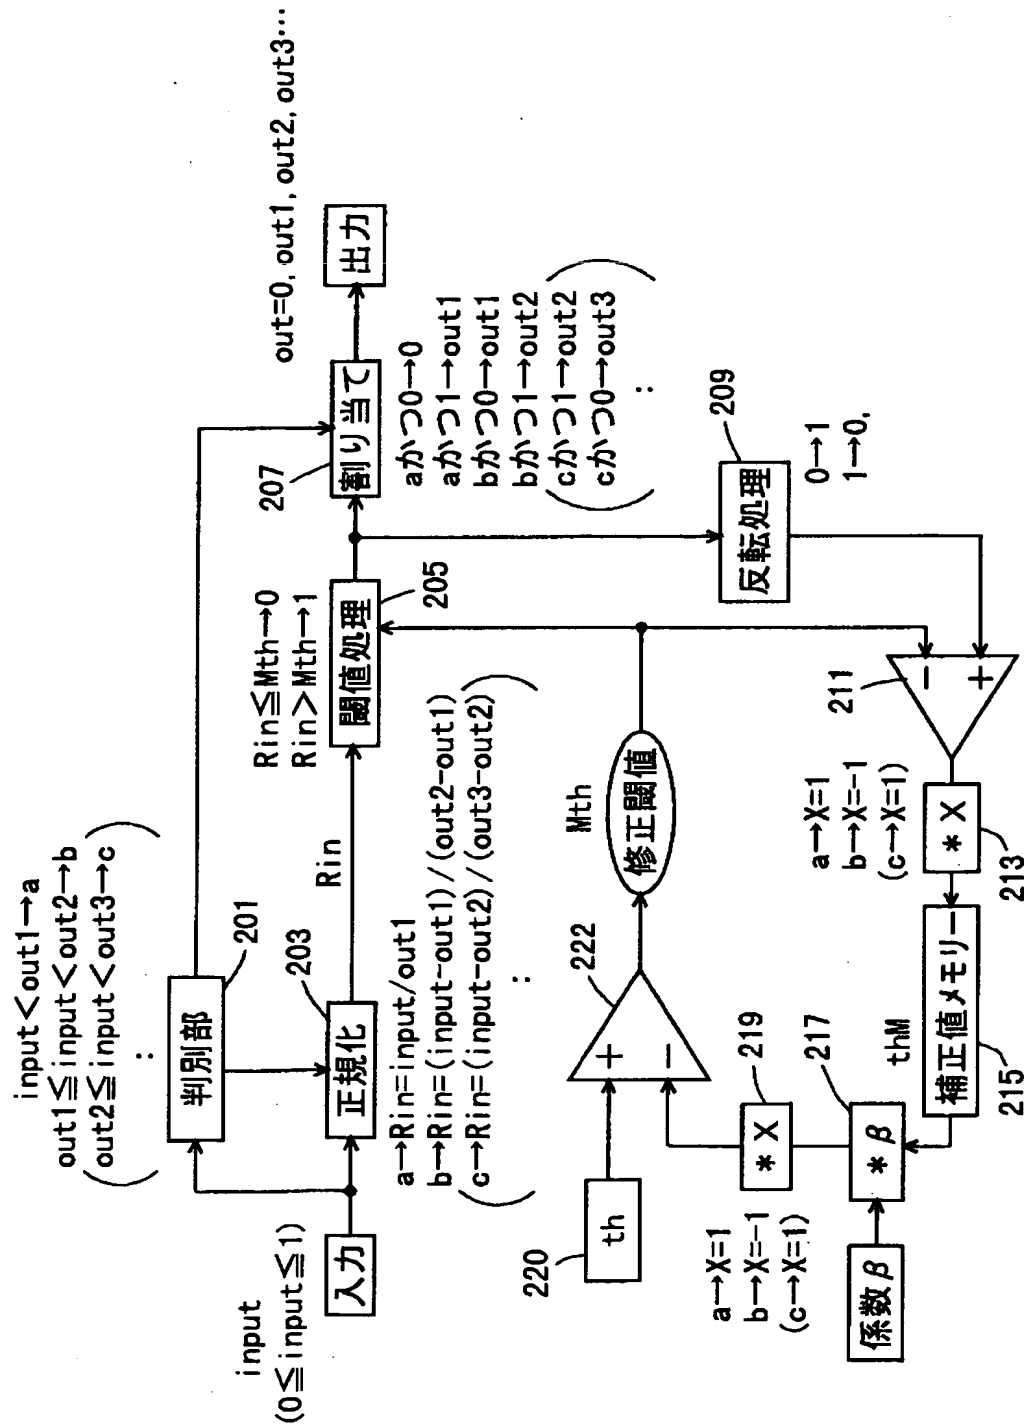 input
(0≦input≦1)
入力
input<out1→a
out1≦input<out2→b
out2≦input<out3→c
:
判別部
201
正規化
203
a→Rin=input/out1
b→Rin=(input-out1)/(out2-out1)
c→Rin=(input-out2)/(out3-out2)
:
Rin
Rin≦Mth→0
Rin>Mth→1
閾値処理
205
207
割り当て
aかつ0→0
aかつ1→out1
bかつ0→out1
bかつ1→out2
cかつ1→out2
cかつ0→out3
:
出力
out=0, out1, out2, out3…
209
反転処理
0→1
1→0,
220
th
222
+
-
Mth
修正閾値
211
-
+
a→X=1
b→X=-1
(c→X=1)
*X
213
thM
補正値メモリー
215
217
*β
係数β
219
*X
a→X=1
b→X=-1
(c→X=1)